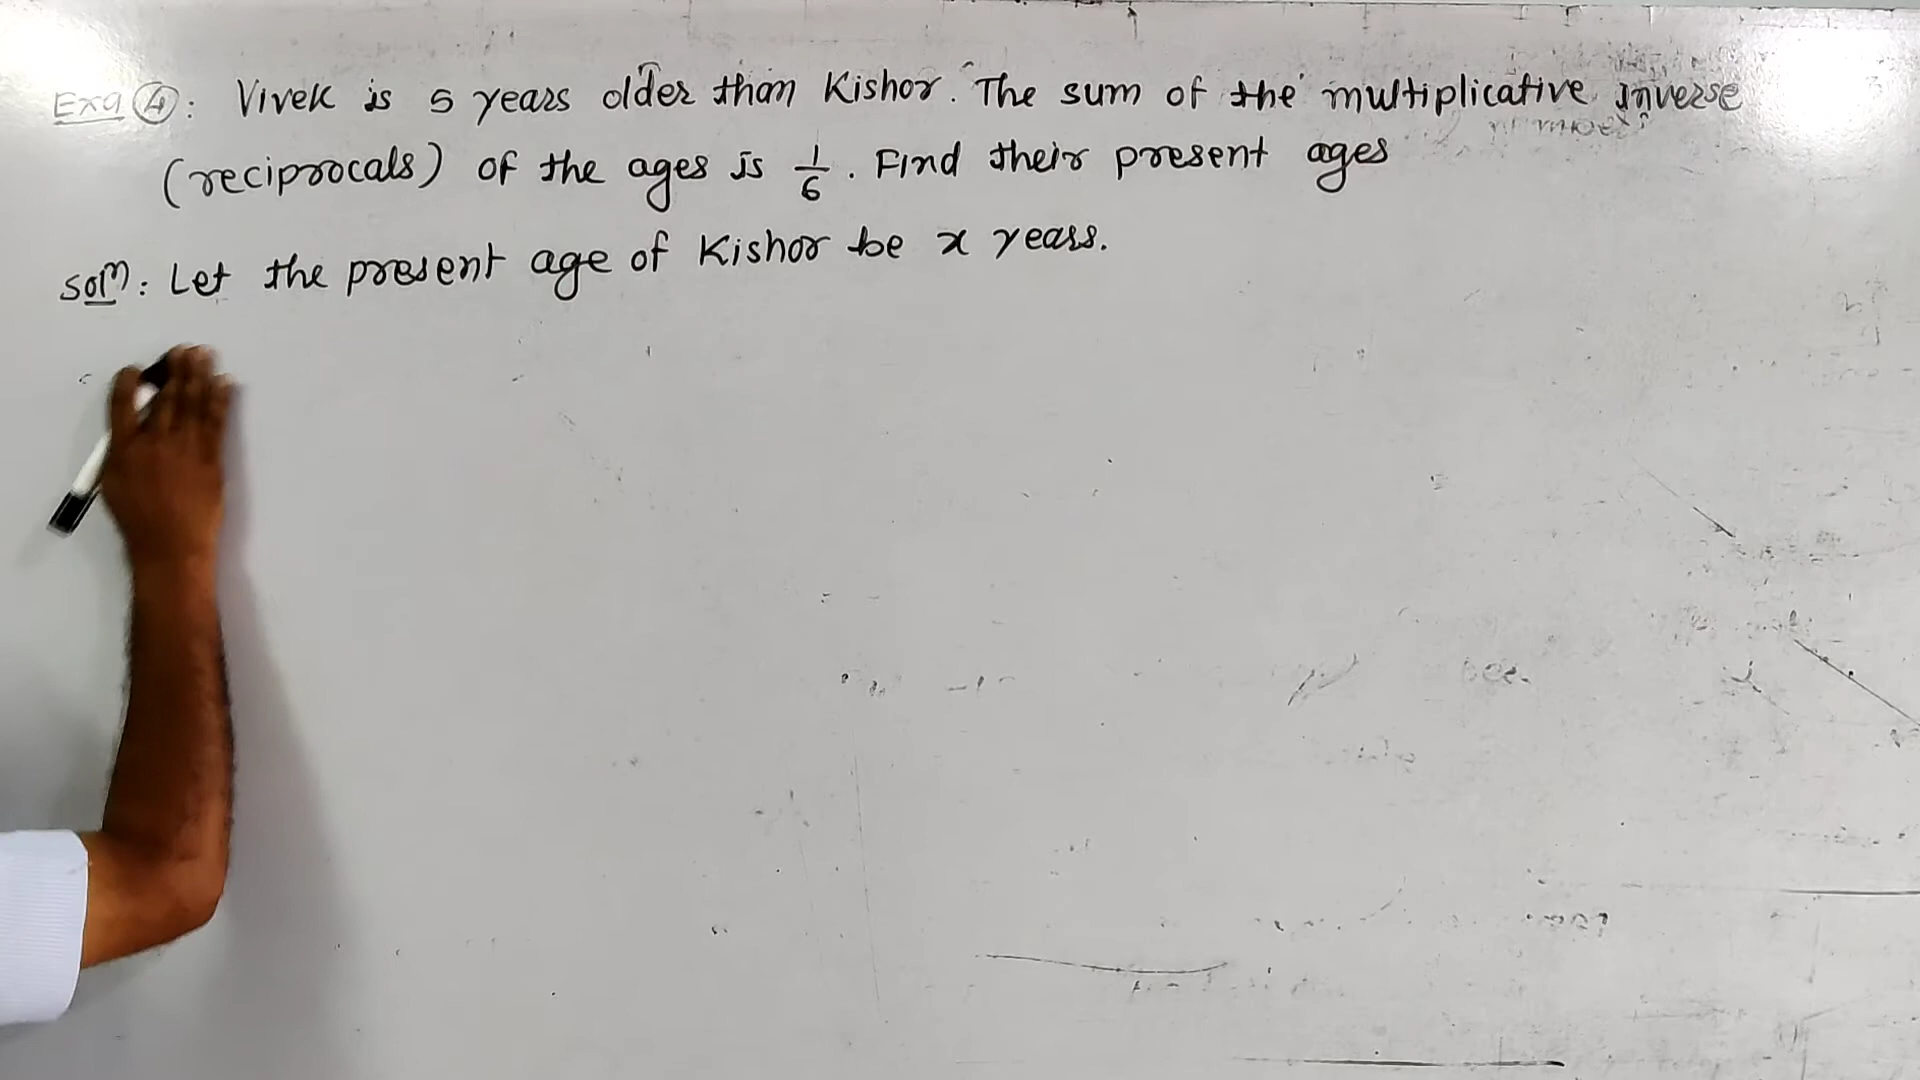 Exa ④: Vivek is 5 years older than Kishor. The sum of the multiplicative inverse
(reciprocals) of the ages is 1/6. Find their present ages
Soln: Let the present age of Kishor be x years.